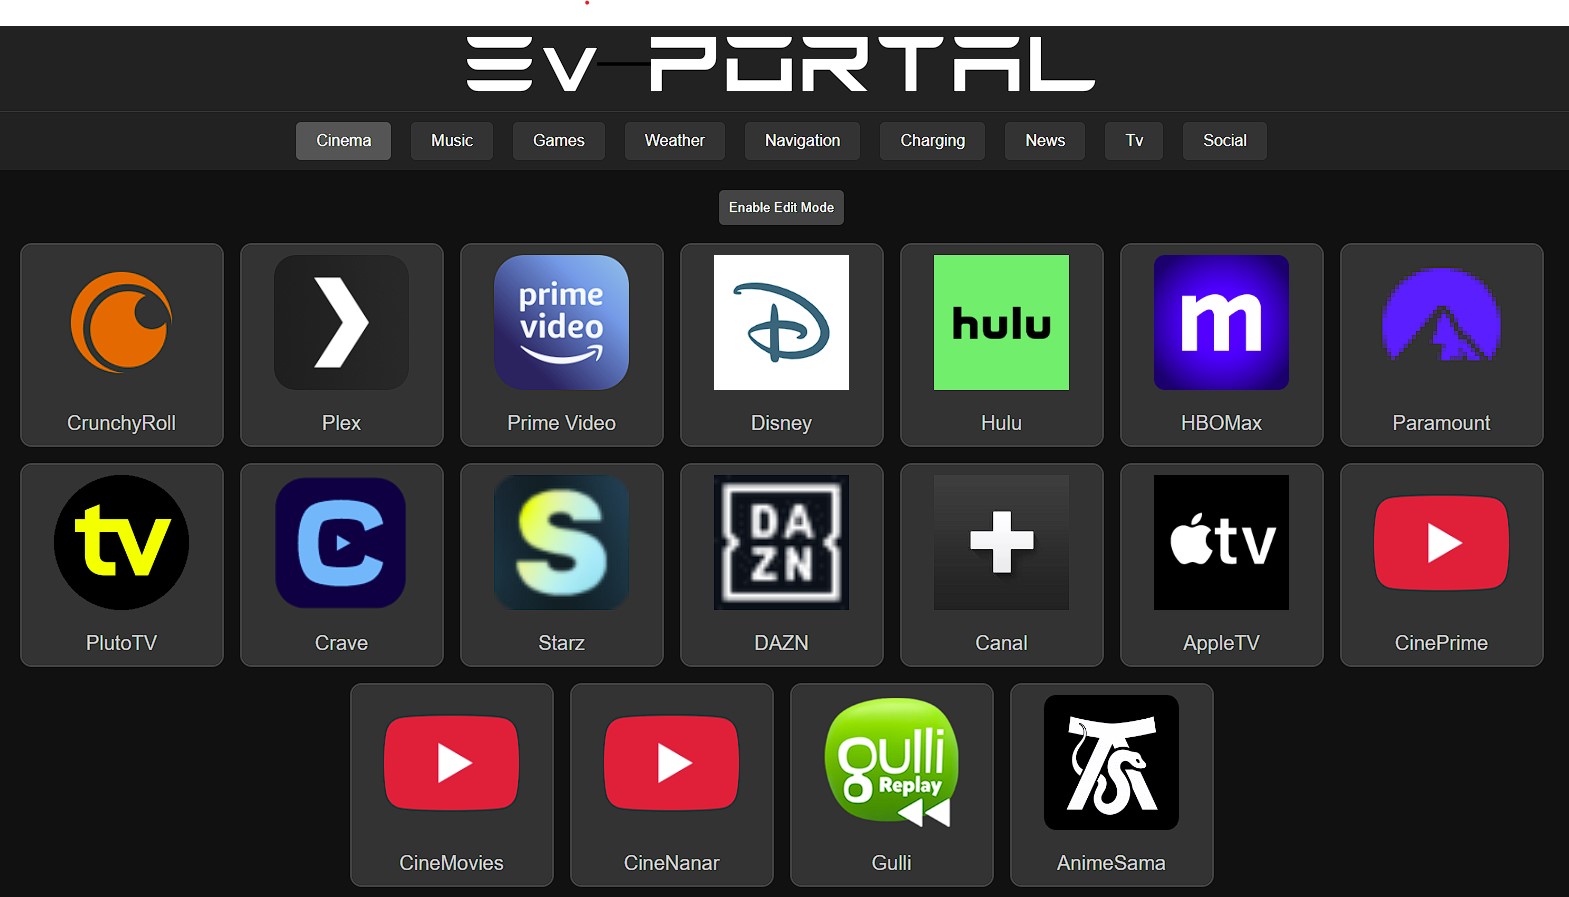 Ev-PORTAL
Cinema Music Games Weather Navigation Charging News Tv Social
Enable Edit Mode
prime
video
hulu
m
CrunchyRoll Plex Prime Video Disney Hulu HBOMax Paramount
tv
C
S
DA
ZN
tv
PlutoTV Crave Starz DAZN Canal AppleTV CinePrime
gulli
Replay
CineMovies CineNanar Gulli AnimeSama